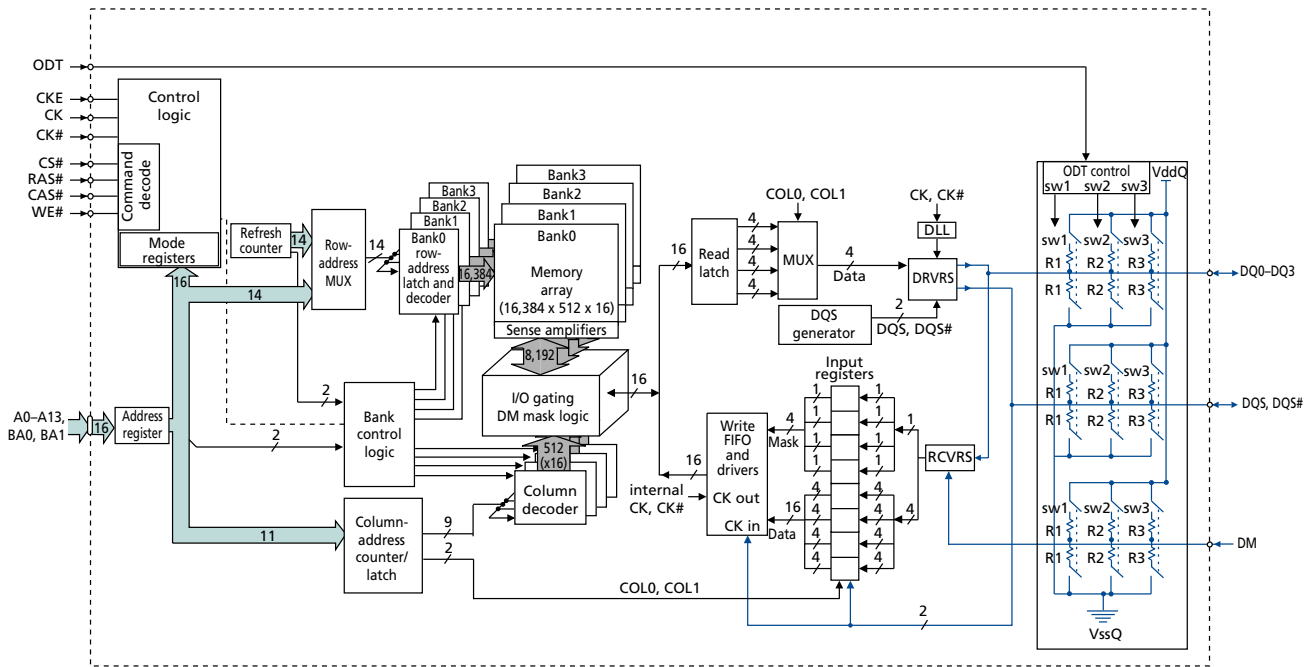 ODT
CKE
CK
CK#
CS#
RAS#
CAS#
WE#
Control
logic
Command
decode
Mode
registers
16
Refresh
counter
14
14
Row-
address
MUX
14
Bank3
Bank2
Bank1
Bank0
row-
address
latch and
decoder
16,384
Bank3
Bank2
Bank1
Bank0
Memory
array
(16,384 x 512 x 16)
Sense amplifiers
8,192
16
I/O gating
DM mask logic
16
Read
latch
4
4
4
4
COL0, COL1
MUX
4
Data
CK, CK#
DLL
DRVRS
DQS
generator
2
DQS, DQS#
ODT control
VddQ
sw1
sw2
sw3
sw1
sw2
sw3
R1
R2
R3
R1
R2
R3
DQ0–DQ3
sw1
sw2
sw3
R1
R2
R3
R1
R2
R3
DQS, DQS#
sw1
sw2
sw3
R1
R2
R3
R1
R2
R3
DM
VssQ
A0–A13,
BA0, BA1
16
Address
register
2
2
Bank
control
logic
512
(x16)
Column
decoder
11
Column-
address
counter/
latch
9
2
COL0, COL1
16
internal
CK, CK#
Write
FIFO
and
drivers
CK out
CK in
4
Mask
16
Data
Input
registers
1
1
1
1
1
1
1
1
1
4
4
4
4
4
4
4
4
4
RCVRS
2